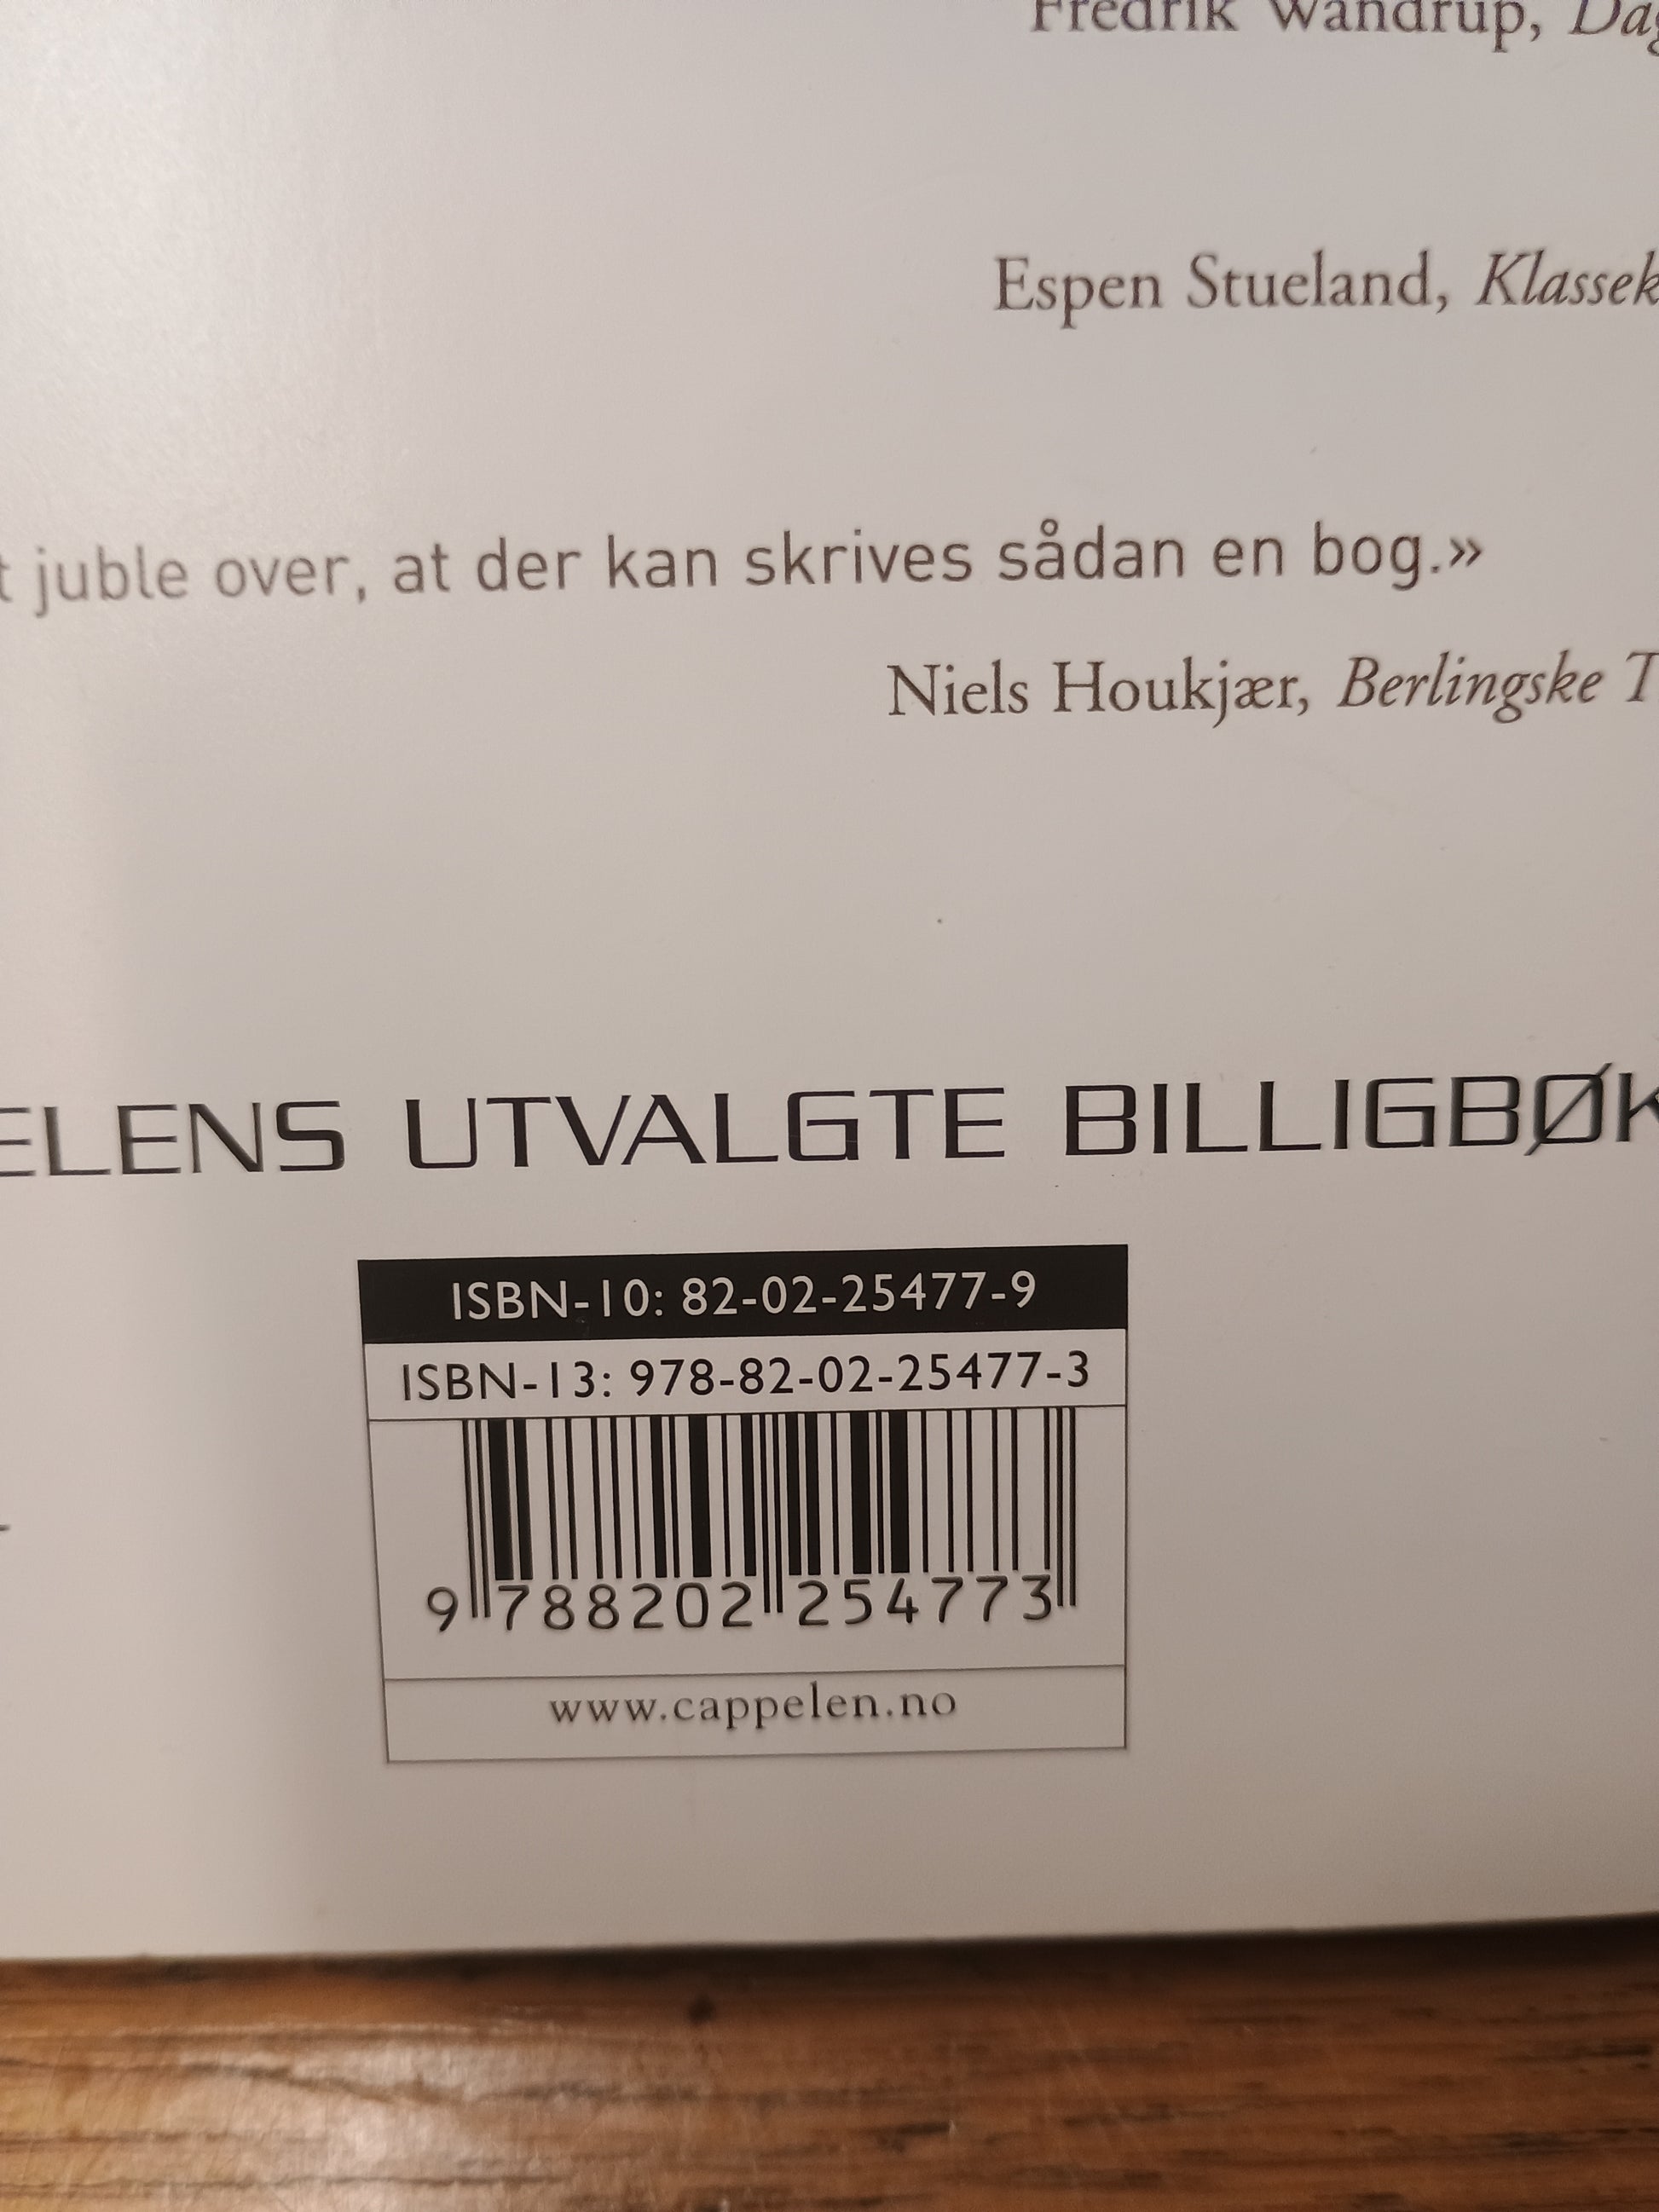 Fredrik Wandrup,
Espen Stueland, Klassek
t juble over, at der kan skrives sådan en bog.»
Niels Houkjær, Berlingske T
ELENS UTVALGTE BILLIGBØK
ISBN-10: 82-02-25477-9
ISBN-13: 978-82-02-25477-3
9 788202 254773
www.cappelen.no